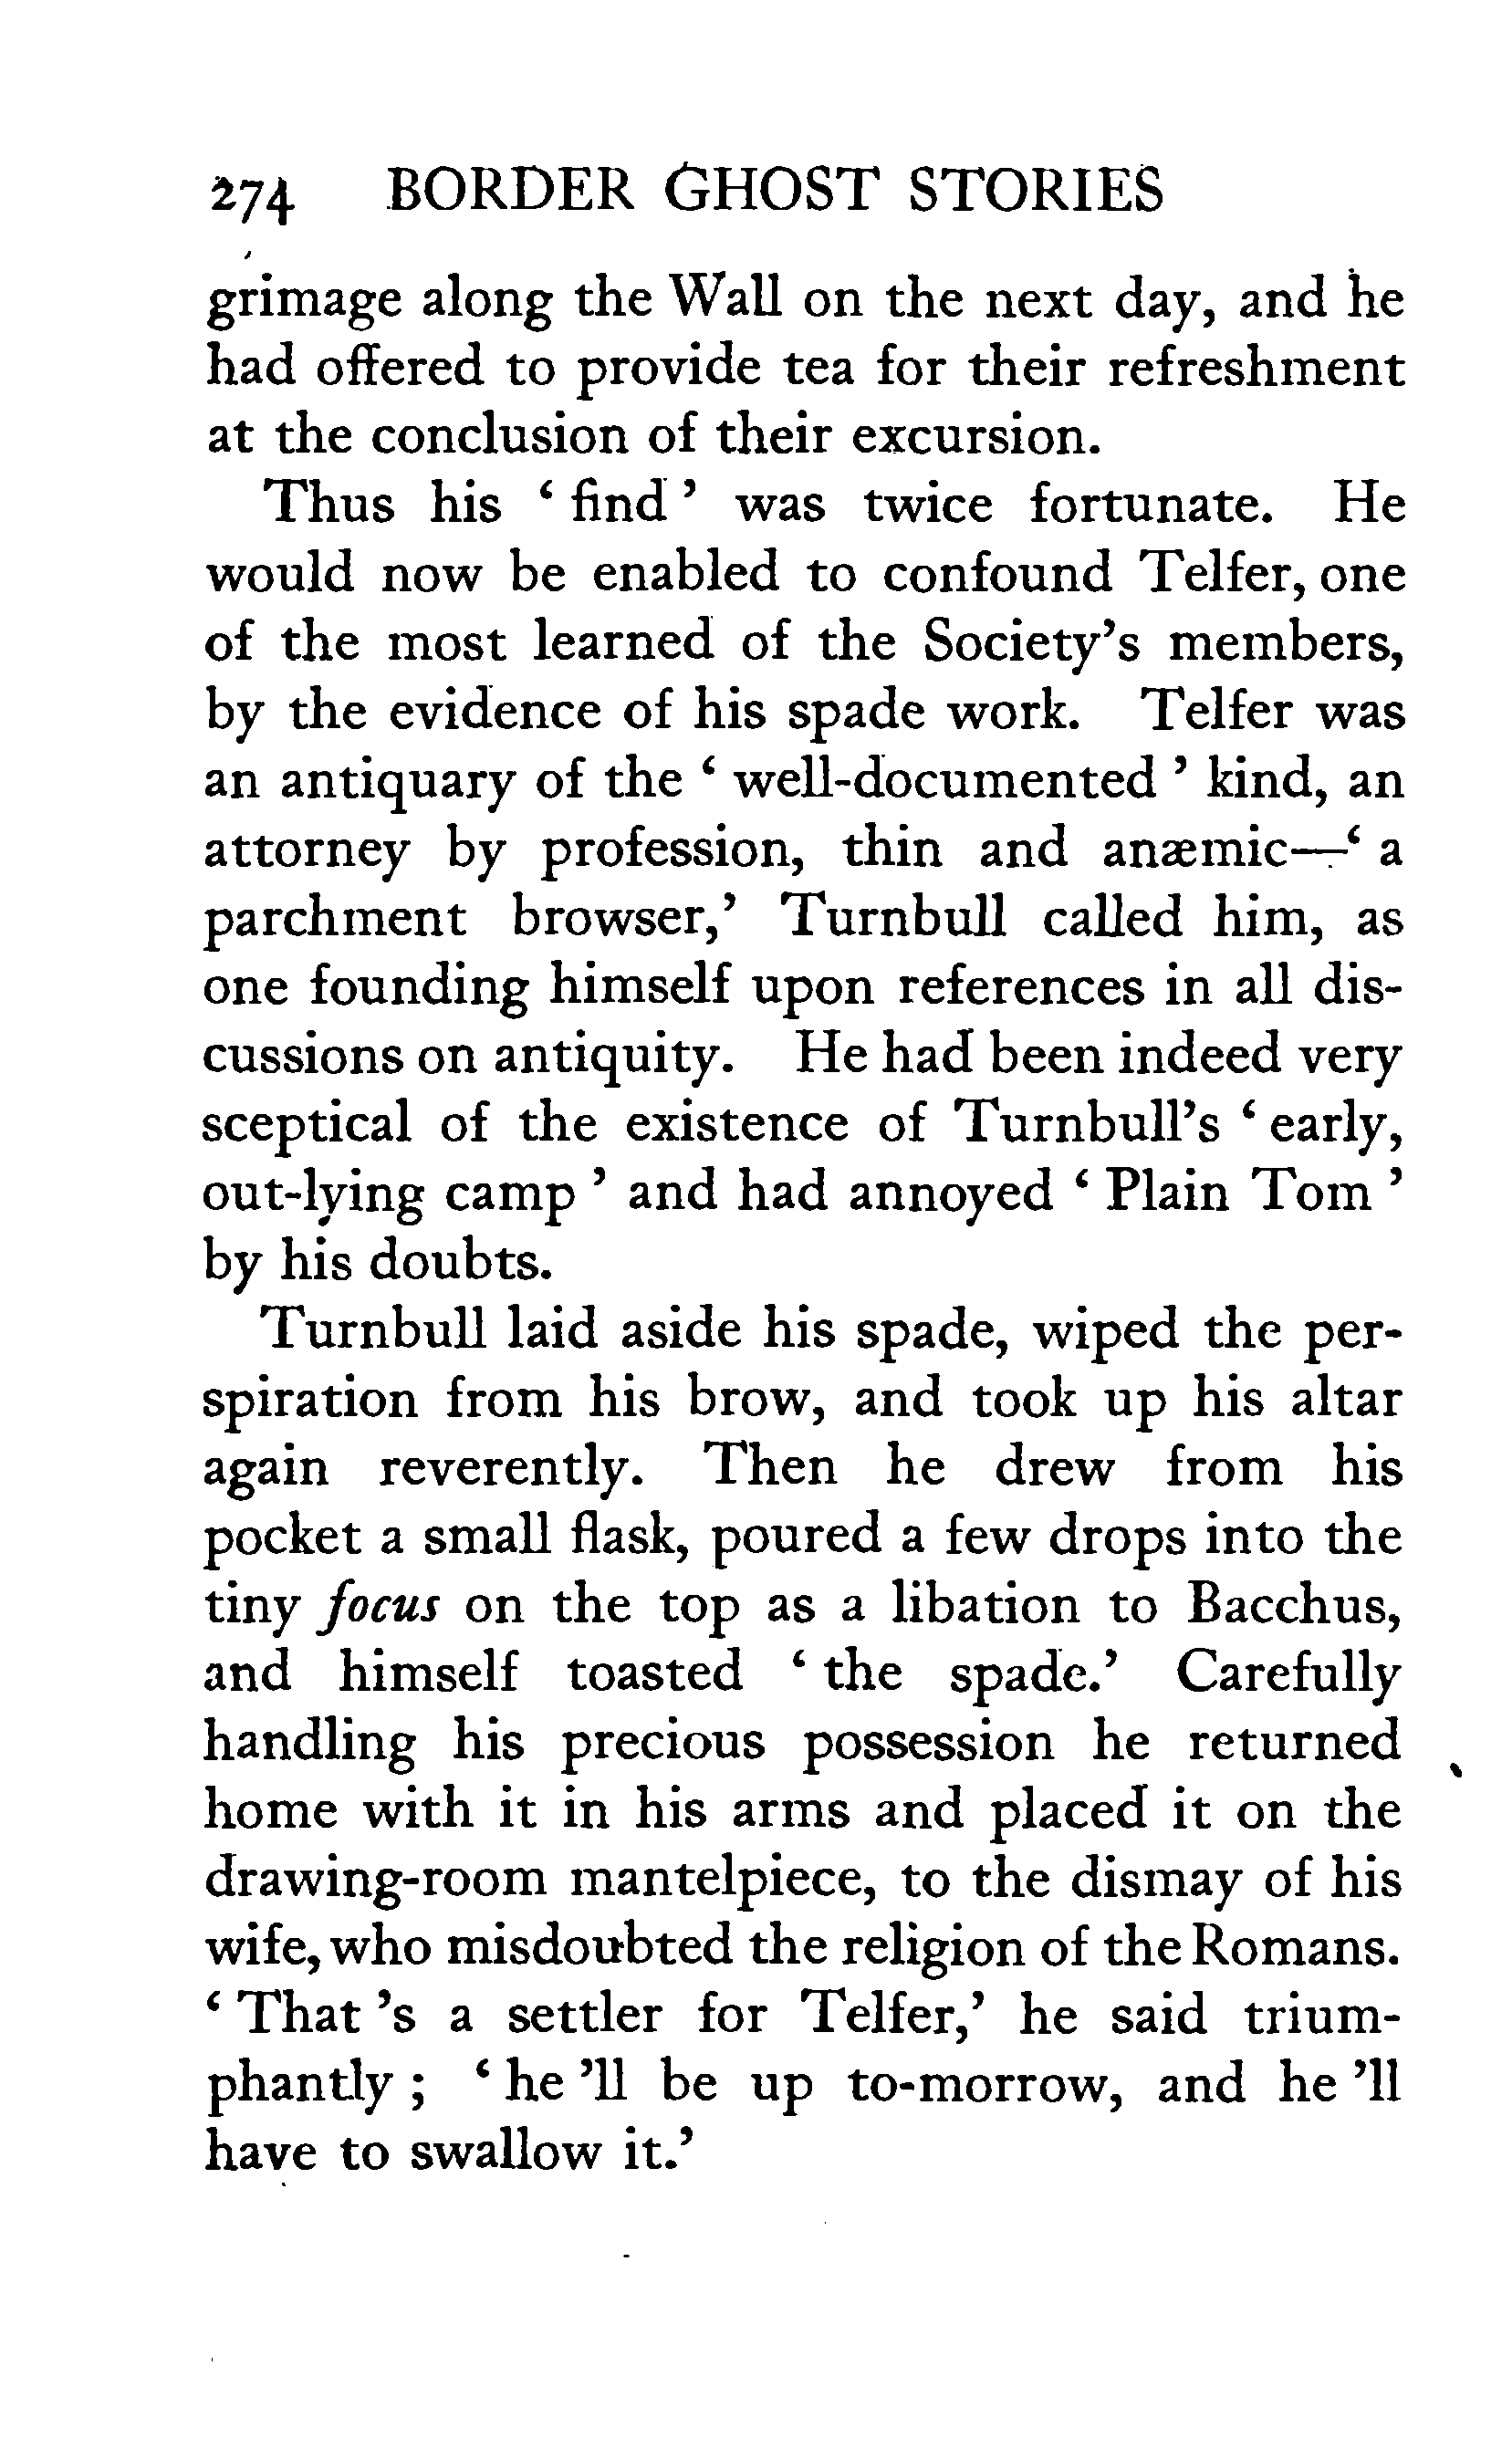 274 BORDER GHOST STORIES
grimage along the Wall on the next day, and he
had offered to provide tea for their refreshment
at the conclusion of their excursion.
Thus his ‘ find ’ was twice fortunate. He
would now be enabled to confound Telfer, one
of the most learned of the Society’s members,
by the evidence of his spade work. Telfer was
an antiquary of the ‘ well-documented ’ kind, an
attorney by profession, thin and anæmic—‘ a
parchment browser,’ Turnbull called him, as
one founding himself upon references in all dis-
cussions on antiquity. He had been indeed very
sceptical of the existence of Turnbull’s ‘ early,
out-lying camp ’ and had annoyed ‘ Plain Tom ’
by his doubts.
Turnbull laid aside his spade, wiped the per-
spiration from his brow, and took up his altar
again reverently. Then he drew from his
pocket a small flask, poured a few drops into the
tiny focus on the top as a libation to Bacchus,
and himself toasted ‘ the spade.’ Carefully
handling his precious possession he returned
home with it in his arms and placed it on the
drawing-room mantelpiece, to the dismay of his
wife, who misdoubted the religion of the Romans.
‘ That ’s a settler for Telfer,’ he said trium-
phantly ; ‘ he ’ll be up to-morrow, and he ’ll
have to swallow it.’